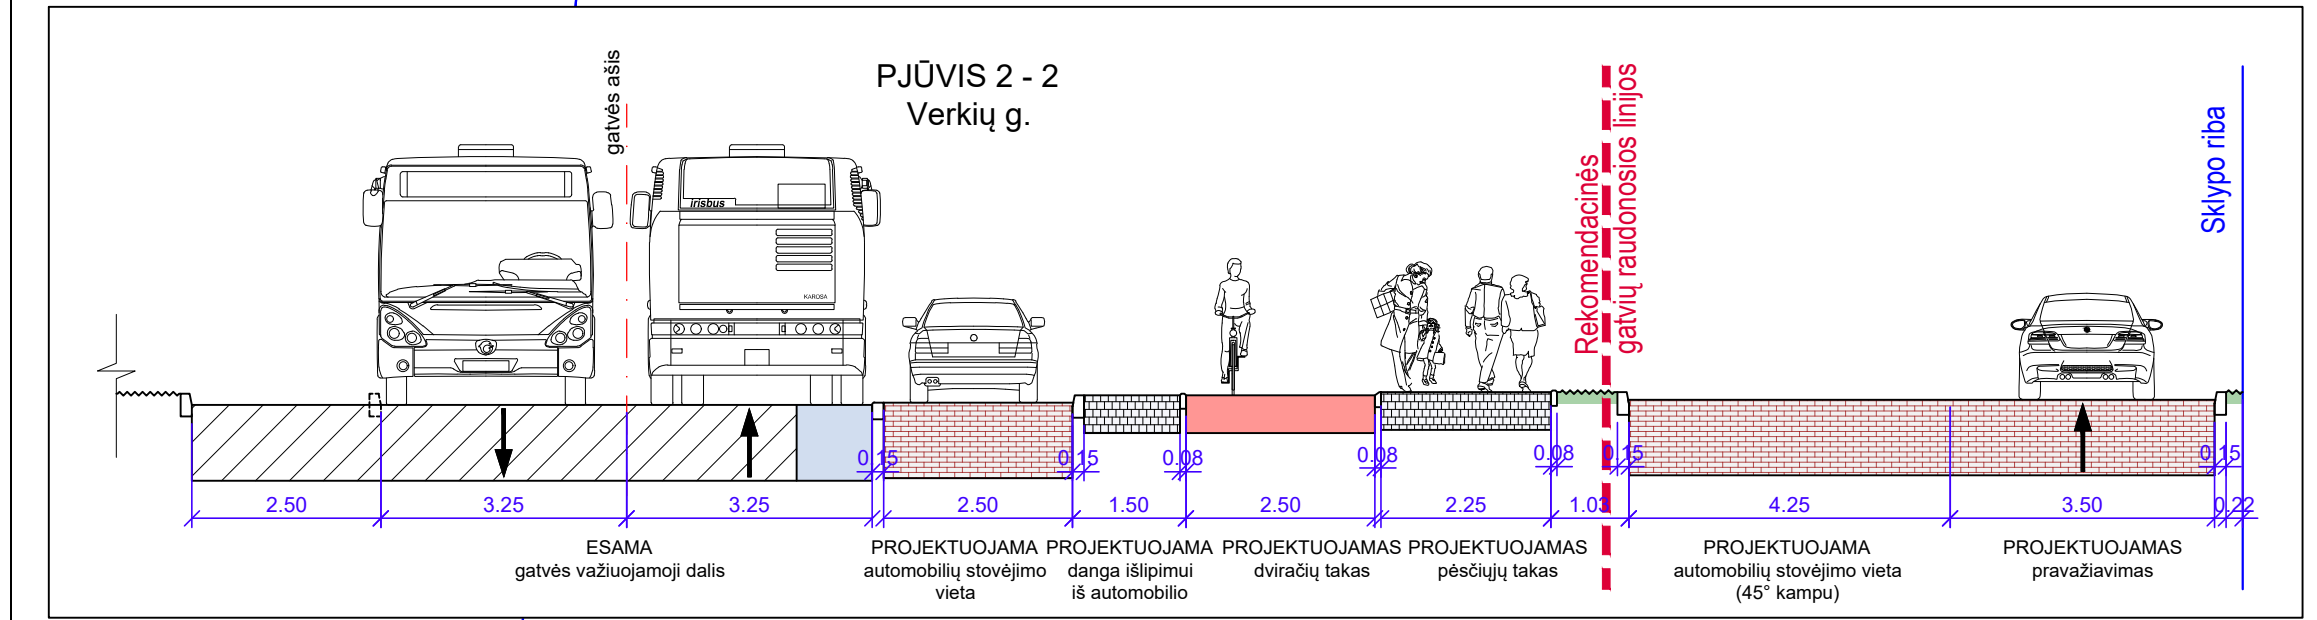 PJŪVIS 2 - 2
Verkių g.
gatvės ašis
irisbus
KAROSA
Rekomendacinės
gatvių raudonosios linijos
Sklypo riba
0.15
0.15
0.08
0.08
0.08
0.15
0.15
2.50
3.25
3.25
2.50
1.50
2.50
2.25
1.03
4.25
3.50
0.22
ESAMA
gatvės važiuojamoji dalis
PROJEKTUOJAMA
automobilių stovėjimo
vieta
PROJEKTUOJAMA
danga išlipimui
iš automobilio
PROJEKTUOJAMAS
dviračių takas
PROJEKTUOJAMAS
pėsčiųjų takas
PROJEKTUOJAMA
automobilių stovėjimo vieta
(45° kampu)
PROJEKTUOJAMAS
pravažiavimas